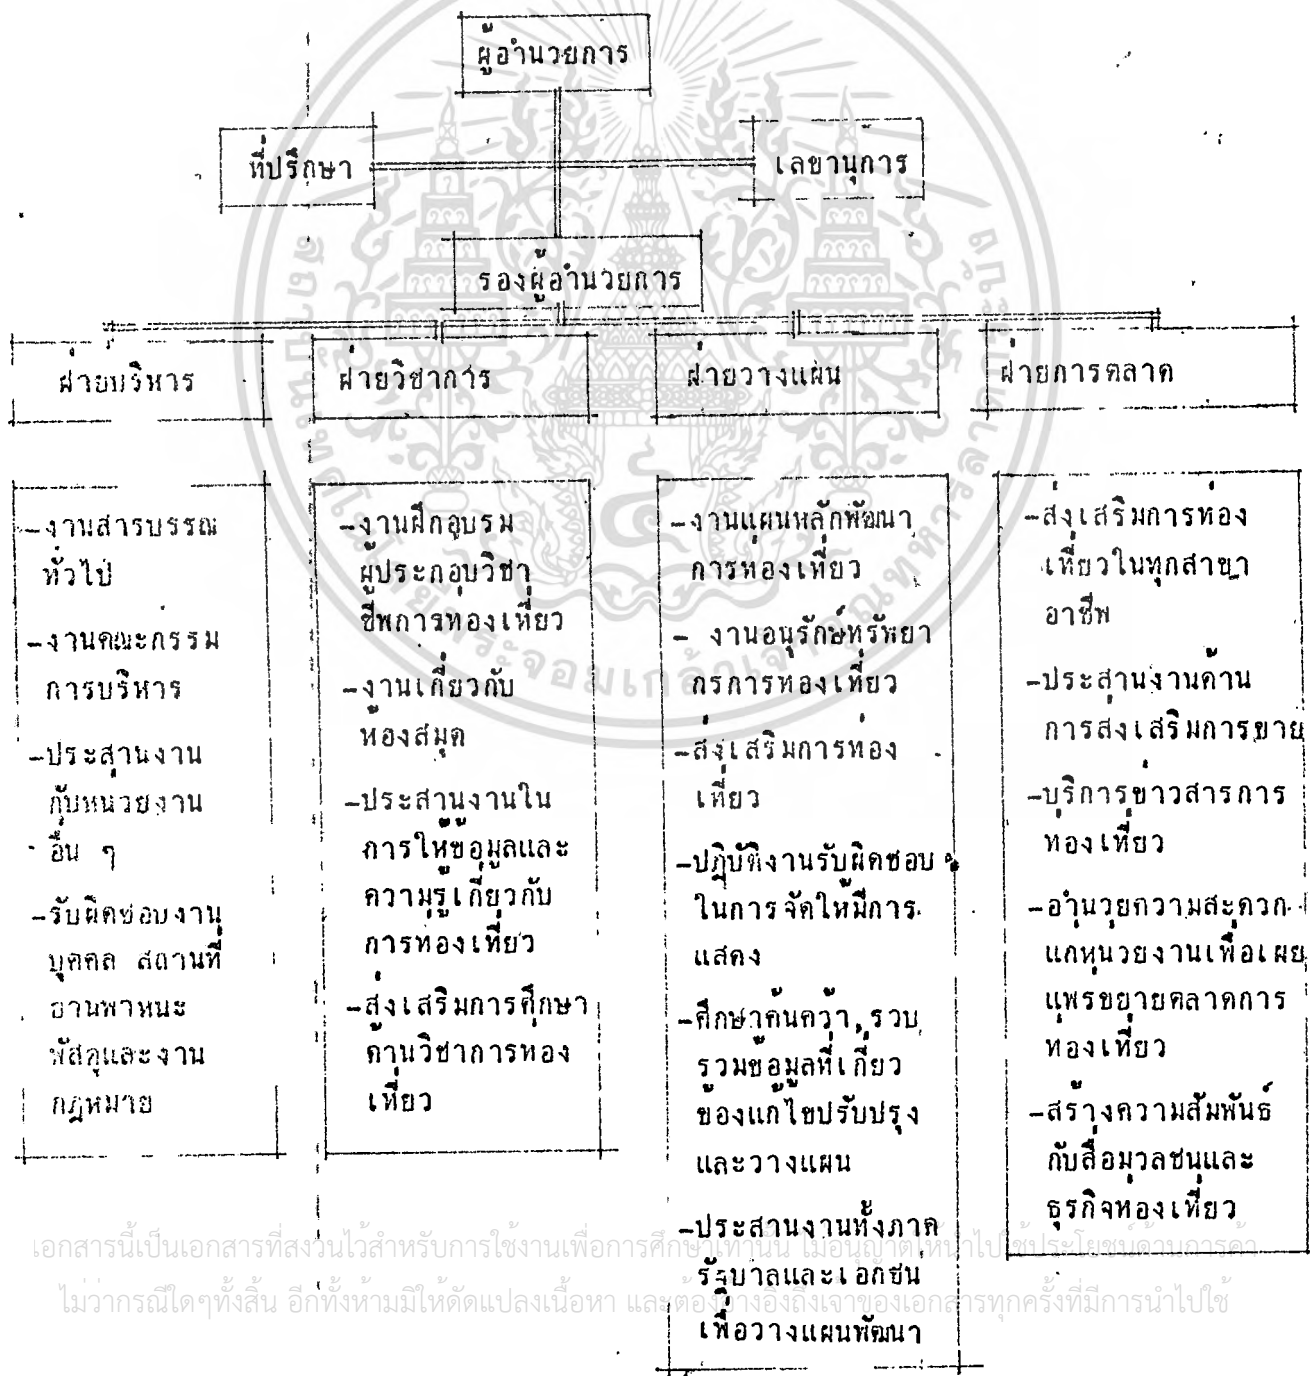 ผู้อำนวยการ
ที่ปรึกษา
เลขานุการ
รองผู้อำนวยการ
ฝ่ายบริหาร
ฝ่ายวิชาการ
ฝ่ายวางแผน
ฝ่ายการตลาด
-งานสารบรรณ
ทั่วไป
-งานคณะกรรม
การบริหาร
-ประสานงาน
กับหน่วยงาน
อื่น ๆ
-รับผิดชอบงาน
บุคคล สถานที่
ยานพาหนะ
พัสดุและงาน
กฎหมาย
-งานฝึกอบรม
ผู้ประกอบวิชา
ชีพการท่องเที่ยว
-งานเกี่ยวกับ
ห้องสมุด
-ประสานงานใน
การให้ข้อมูลและ
ความรู้เกี่ยวกับ
การท่องเที่ยว
-ส่งเสริมการศึกษา
ด้านวิชาการท่อง
เที่ยว
-งานแผนหลักพัฒนา
การท่องเที่ยว
- งานอนุรักษ์ทรัพยา
กรการท่องเที่ยว
-ส่งเสริมการท่อง
เที่ยว
-ปฏิบัติงานรับผิดชอบ
ในการจัดให้มีการ
แสดง
-ศึกษาค้นคว้า,รวบ
รวมข้อมูลที่เกี่ยว
ข้องแก้ไขปรับปรุง
และวางแผน
-ประสานงานทั้งภาค
รัฐบาลและเอกชน
เพื่อวางแผนพัฒนา
-ส่งเสริมการท่อง
เที่ยวในทุกสาขา
อาชีพ
-ประสานงานด้าน
การส่งเสริมการขาย
-บริการข่าวสารการ
ท่องเที่ยว
-อำนวยความสะดวก
แก่หน่วยงานเพื่อเผย
แพร่ขยายตลาดการ
ท่องเที่ยว
-สร้างความสัมพันธ์
กับสื่อมวลชนและ
ธุรกิจท่องเที่ยว
เอกสารนี้เป็นเอกสารที่สงวนไว้สำหรับการใช้งานเพื่อการศึกษาเท่านั้น ไม่อนุญาตให้นำไปใช้ประโยชน์ด้านการค้า
ไม่ว่ากรณีใดๆทั้งสิ้น อีกทั้งห้ามมิให้ดัดแปลงเนื้อหา และต้องอ้างอิงถึงเจ้าของเอกสารทุกครั้งที่มีการนำไปใช้